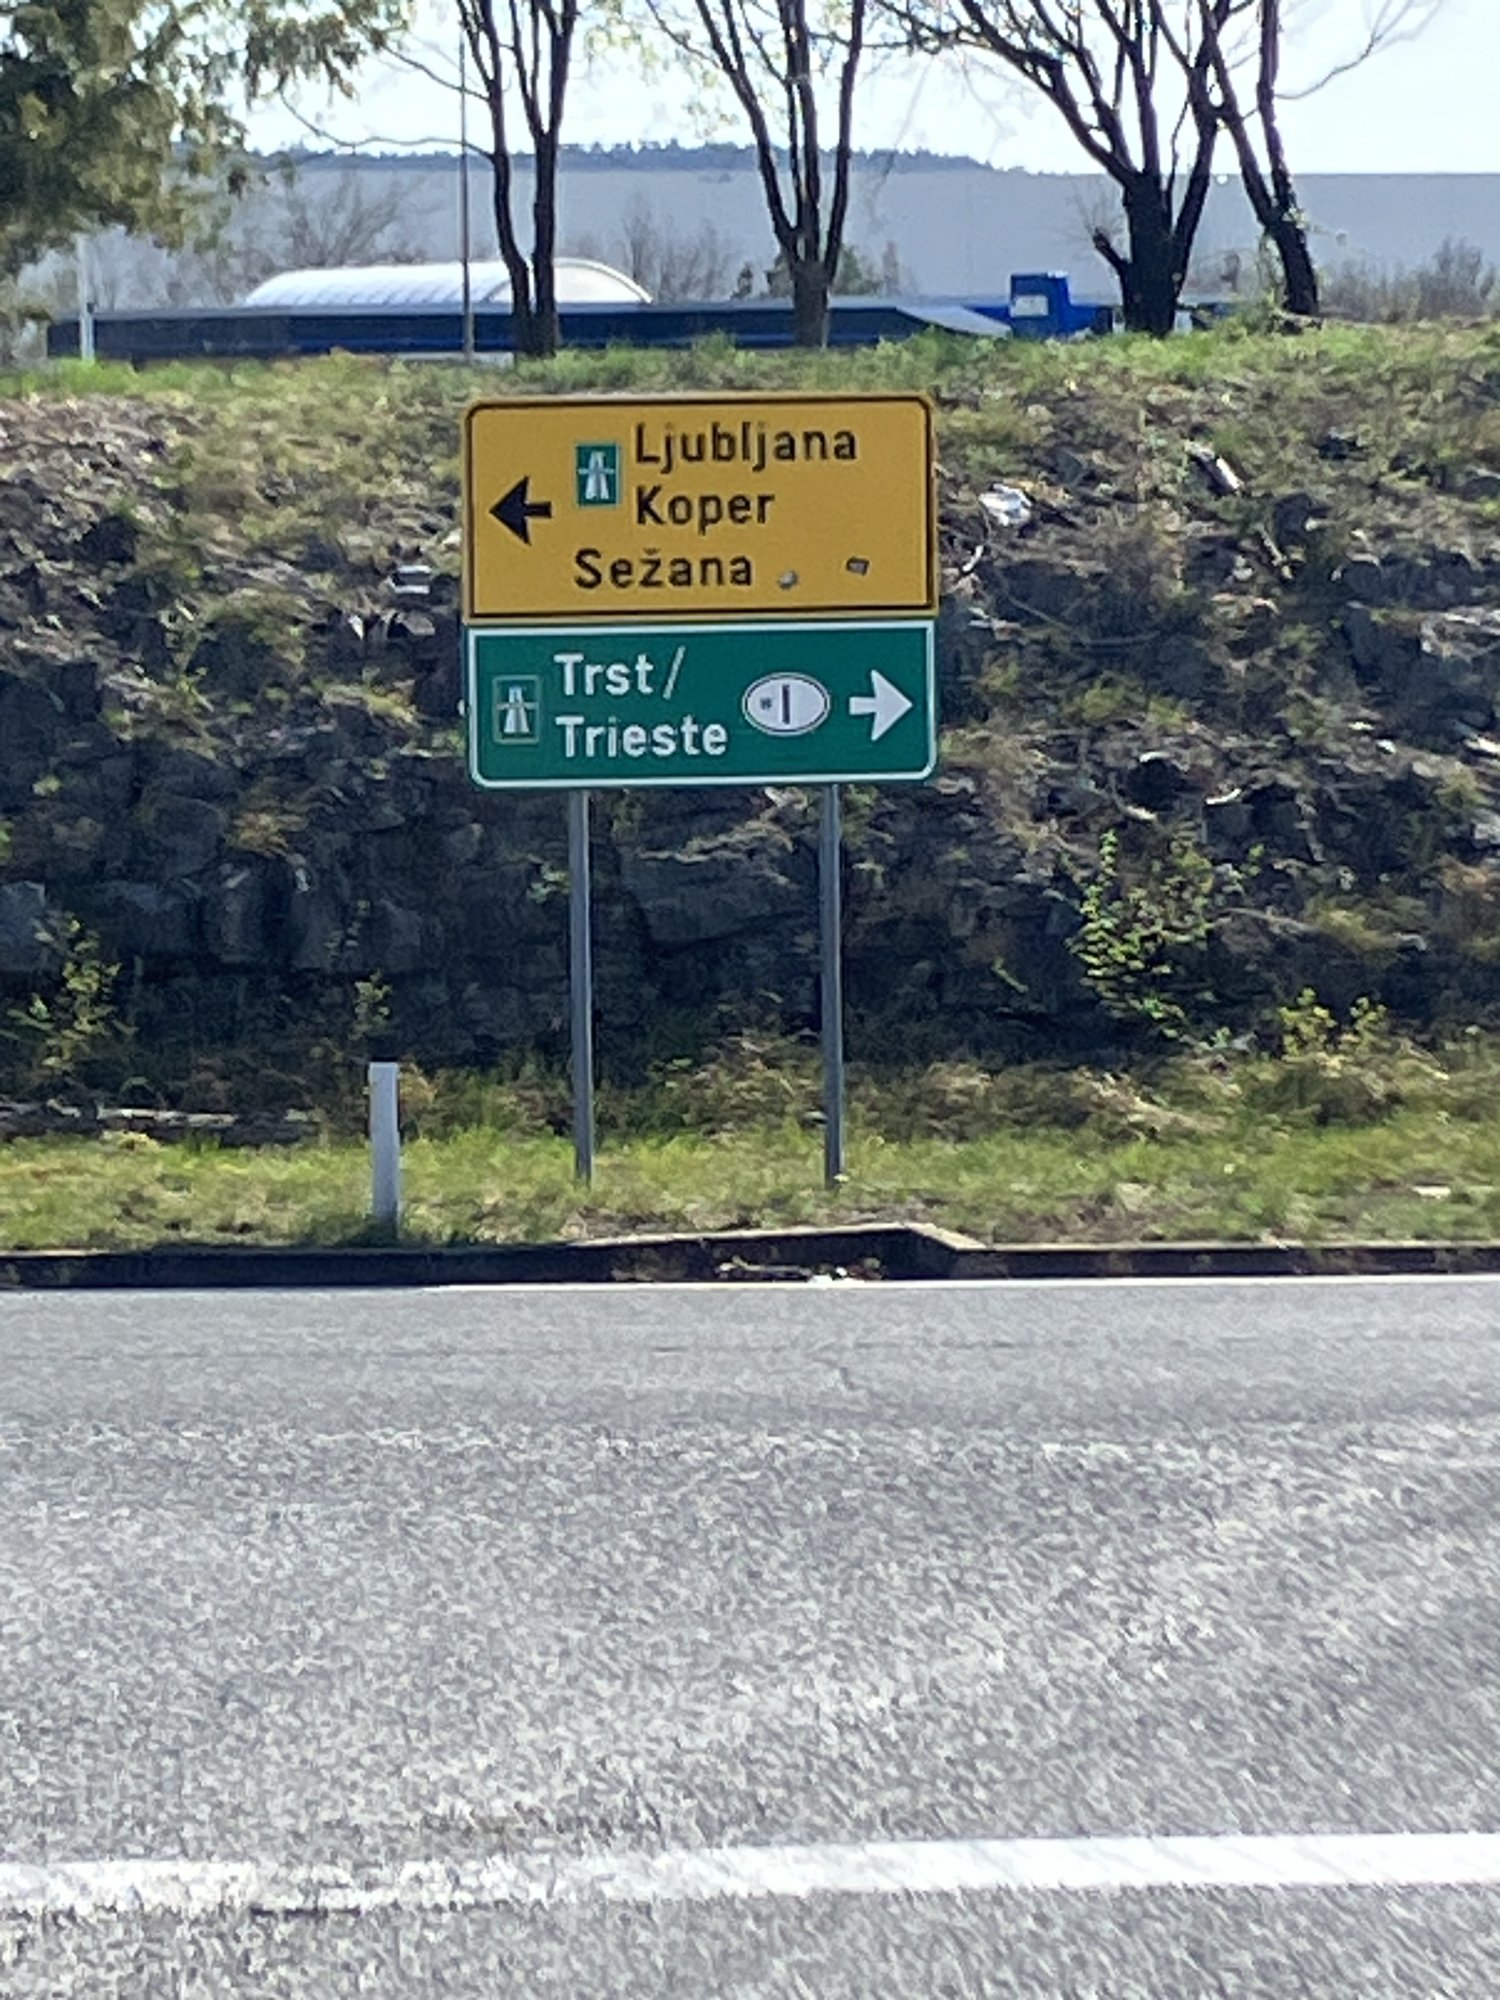 Ljubljana
Koper
Sežana
Trst/
Trieste
I